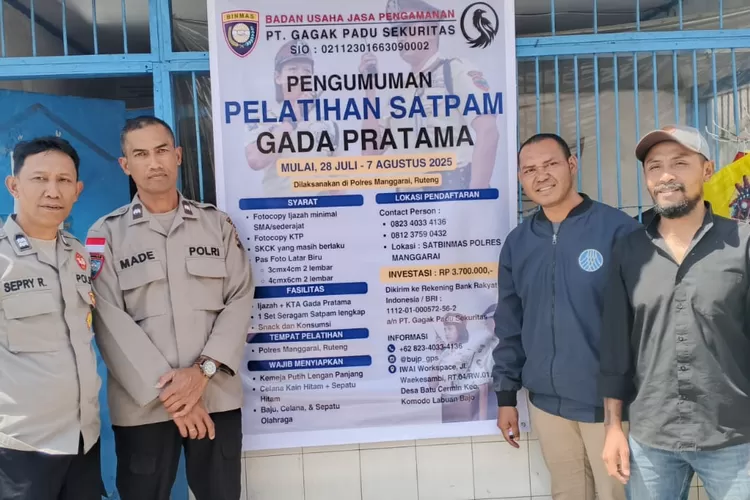 BINMAS
BADAN USAHA JASA PENGAMANAN
PT. GAGAK PADU SEKURITAS
SIO : 02112301663090002
PENGUMUMAN
PELATIHAN SATPAM
GADA PRATAMA
MULAI, 28 JULI - 7 AGUSTUS 2025
Dilaksanakan di Polres Manggarai, Ruteng
SYARAT
Fotocopy Ijazah minimal
SMA/sederajat
Fotocopy KTP
SKCK yang masih berlaku
Pas Foto Latar Biru
3cmx4cm 2 lembar
4cmx6cm 2 lembar
FASILITAS
Ijazah + KTA Gada Pratama
1 Set Seragam Satpam lengkap
Snack dan Konsumsi
TEMPAT PELATIHAN
Polres Manggarai, Ruteng
WAJIB MENYIAPKAN
Kemeja Putih Lengan Panjang
Celana Kain Hitam + Sepatu
Hitam
Baju, Celana, & Sepatu
Olahraga
LOKASI PENDAFTARAN
Contact Person :
0823 4033 4136
0812 3759 0432
Lokasi : SATBINMAS POLRES
MANGGARAI
INVESTASI : RP 3.700.000,-
Dikirim ke Rekening Bank Rakyat
Indonesia / BRI :
1112-01-000572-56-2
a/n PT. Gagak Padu Sekuritas
INFORMASI
+62 823-4033-4136
@bujp_gps
IWAI Workspace, Jl.
Waekesambi, RT.04/RW.01
Desa Batu Cermin Kec.
Komodo Labuan Bajo
SEPRY R.
MADE
POLRI